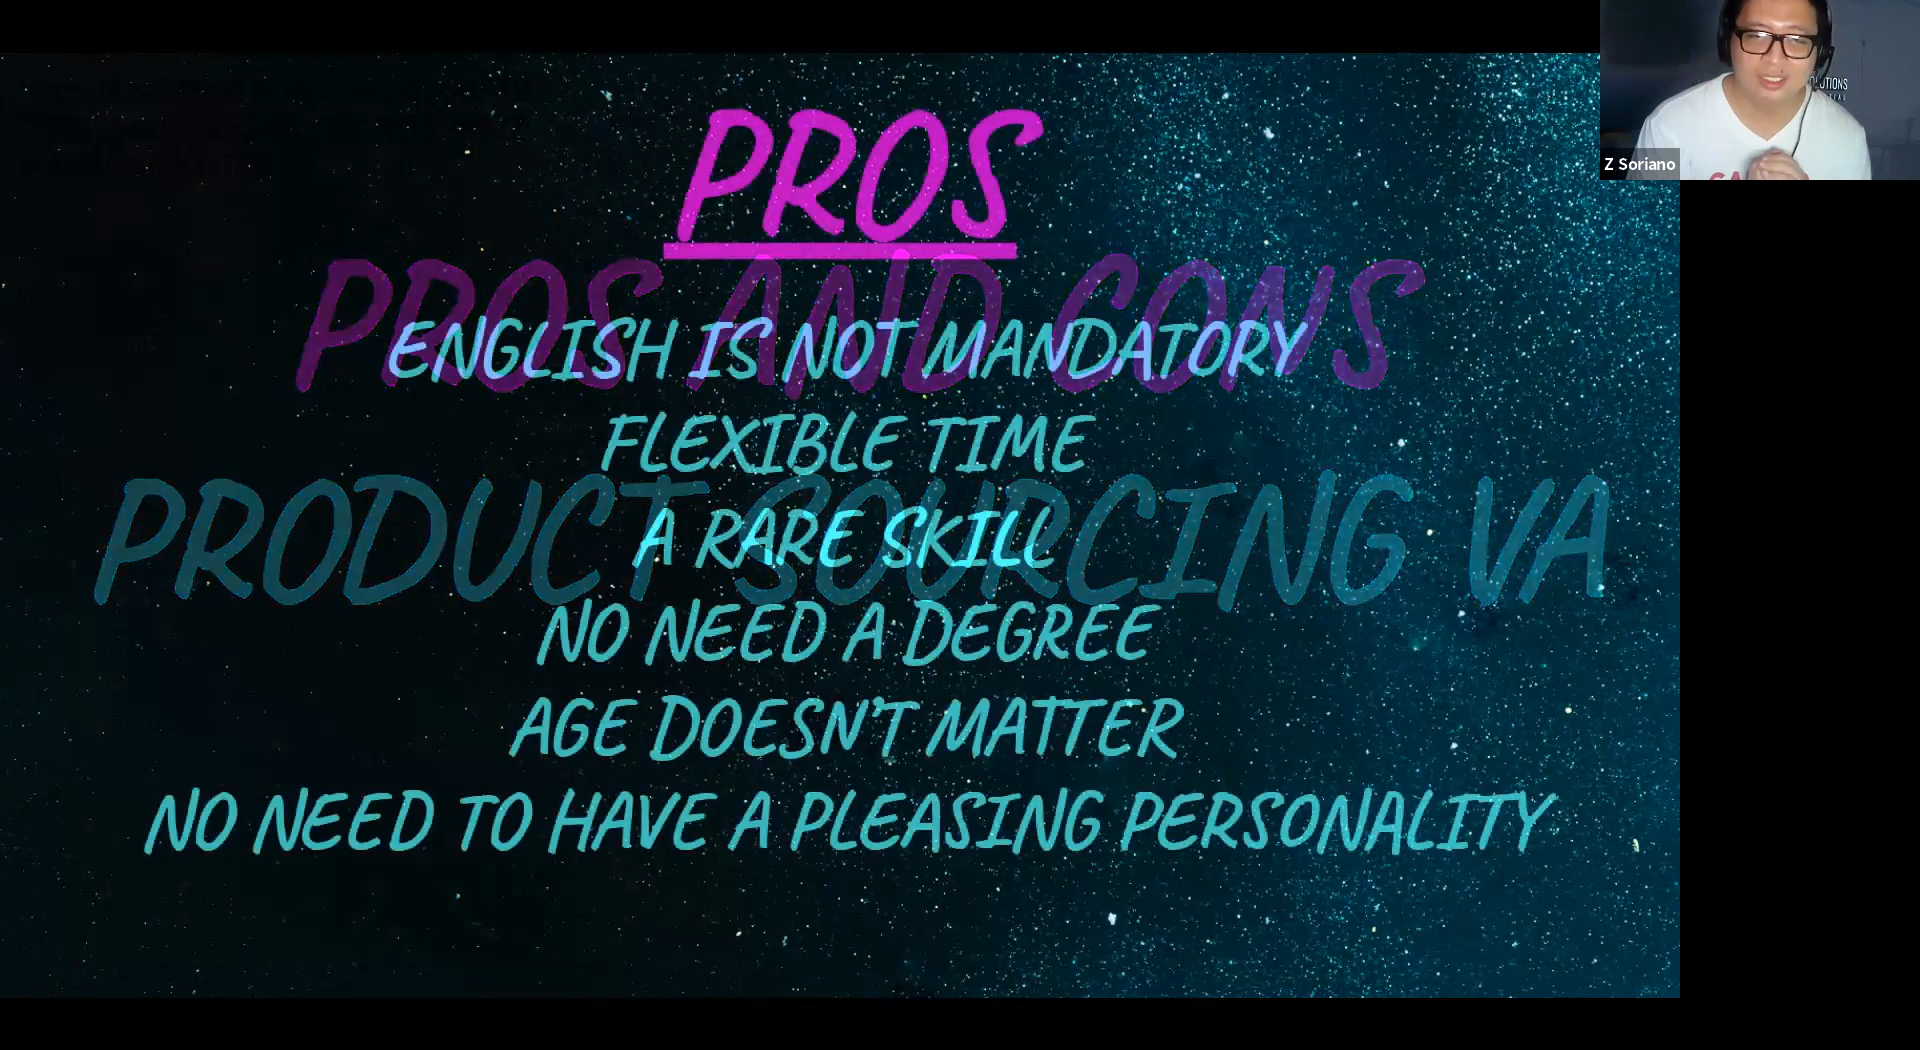 PROS
PROS AND CONS
ENGLISH IS NOT MANDATORY
FLEXIBLE TIME
PRODUCT SOURCING VA
A RARE SKILL
NO NEED A DEGREE
AGE DOESN'T MATTER
NO NEED TO HAVE A PLEASING PERSONALITY
Z Soriano